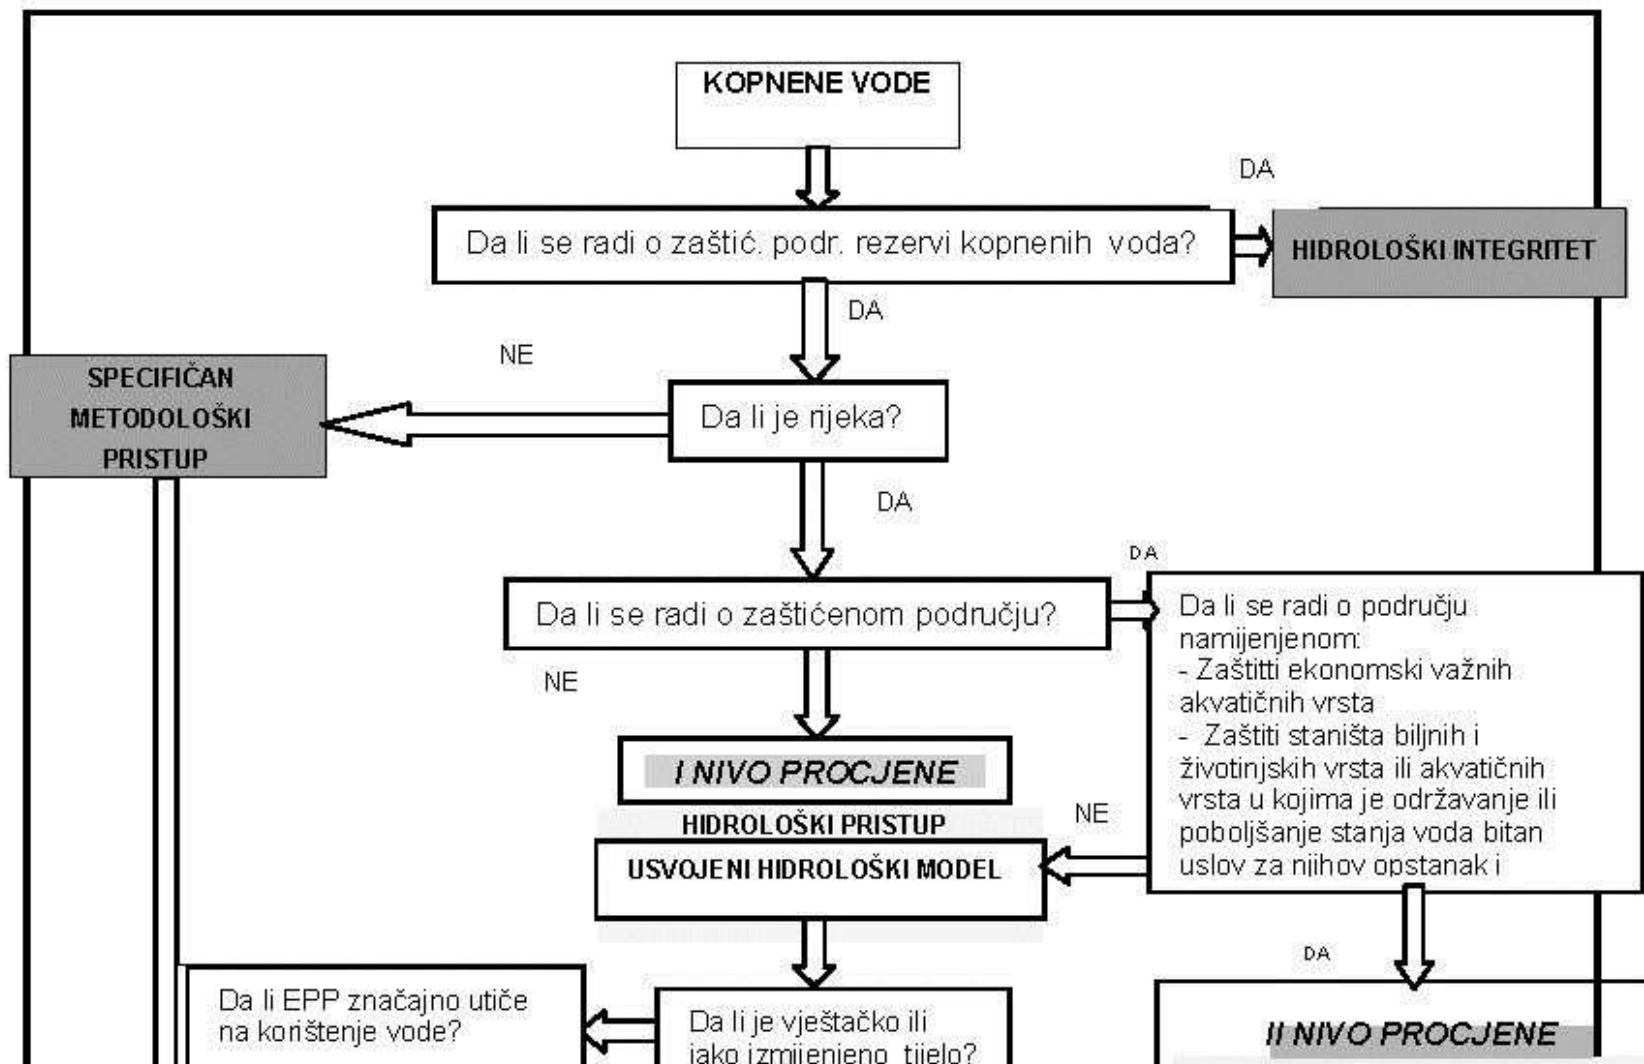 KOPNENE VODE
DA
Da li se radi o zaštić. podr. rezervi kopnenih voda?
HIDROLOŠKI INTEGRITET
DA
NE
SPECIFIČAN
METODOLOŠKI
PRISTUP
Da li je rijeka?
DA
DA
Da li se radi o zaštićenom području?
NE
Da li se radi o području
namijenjenom:
- Zaštitti ekonomski važnih
akvatičnih vrsta
- Zaštiti staništa biljnih i
životinjskih vrsta ili akvatičnih
vrsta u kojima je održavanje ili
poboljšanje stanja voda bitan
uslov za njihov opstanak i
I NIVO PROCJENE
HIDROLOŠKI PRISTUP
NE
USVOJENI HIDROLOŠKI MODEL
DA
Da li EPP značajno utiče
na korištenje vode?
Da li je vještačko ili
jako izmijenjeno tijelo?
II NIVO PROCJENE